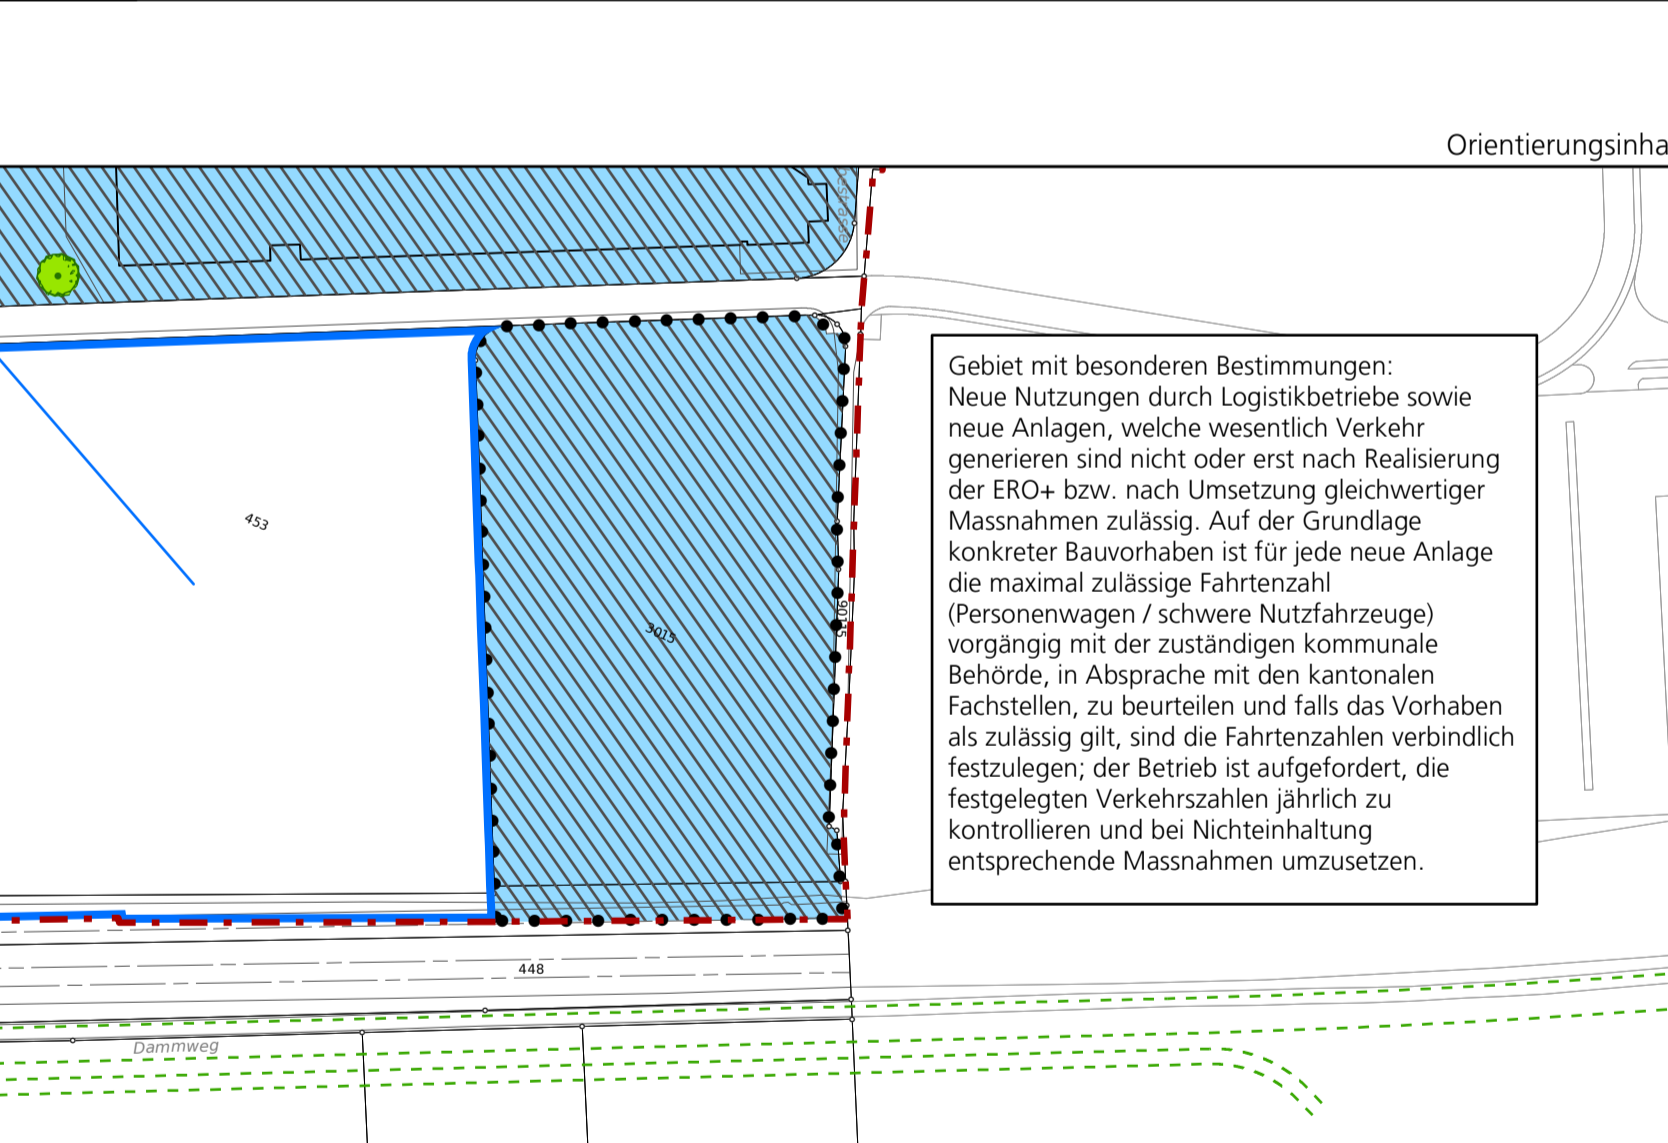 Orientierungsinha
Gebiet mit besonderen Bestimmungen:
Neue Nutzungen durch Logistikbetriebe sowie
neue Anlagen, welche wesentlich Verkehr
generieren sind nicht oder erst nach Realisierung
der ERO+ bzw. nach Umsetzung gleichwertiger
Massnahmen zulässig. Auf der Grundlage
konkreter Bauvorhaben ist für jede neue Anlage
die maximal zulässige Fahrtenzahl
(Personenwagen / schwere Nutzfahrzeuge)
vorgängig mit der zuständigen kommunale
Behörde, in Absprache mit den kantonalen
Fachstellen, zu beurteilen und falls das Vorhaben
als zulässig gilt, sind die Fahrtenzahlen verbindlich
festzulegen; der Betrieb ist aufgefordert, die
festgelegten Verkehrszahlen jährlich zu
kontrollieren und bei Nichteinhaltung
entsprechende Massnahmen umzusetzen.
453
3015
448
Dammweg